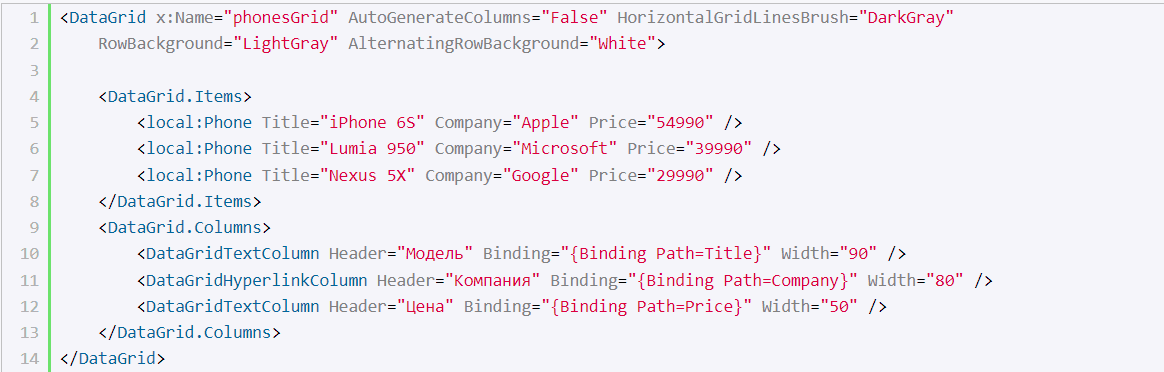 1 <DataGrid x:Name="phonesGrid" AutoGenerateColumns="False" HorizontalGridLinesBrush="DarkGray"
2     RowBackground="LightGray" AlternatingRowBackground="White">
3
4     <DataGrid.Items>
5         <local:Phone Title="iPhone 6S" Company="Apple" Price="54990" />
6         <local:Phone Title="Lumia 950" Company="Microsoft" Price="39990" />
7         <local:Phone Title="Nexus 5X" Company="Google" Price="29990" />
8     </DataGrid.Items>
9     <DataGrid.Columns>
10         <DataGridTextColumn Header="Модель" Binding="{Binding Path=Title}" Width="90" />
11         <DataGridHyperlinkColumn Header="Компания" Binding="{Binding Path=Company}" Width="80" />
12         <DataGridTextColumn Header="Цена" Binding="{Binding Path=Price}" Width="50" />
13     </DataGrid.Columns>
14 </DataGrid>